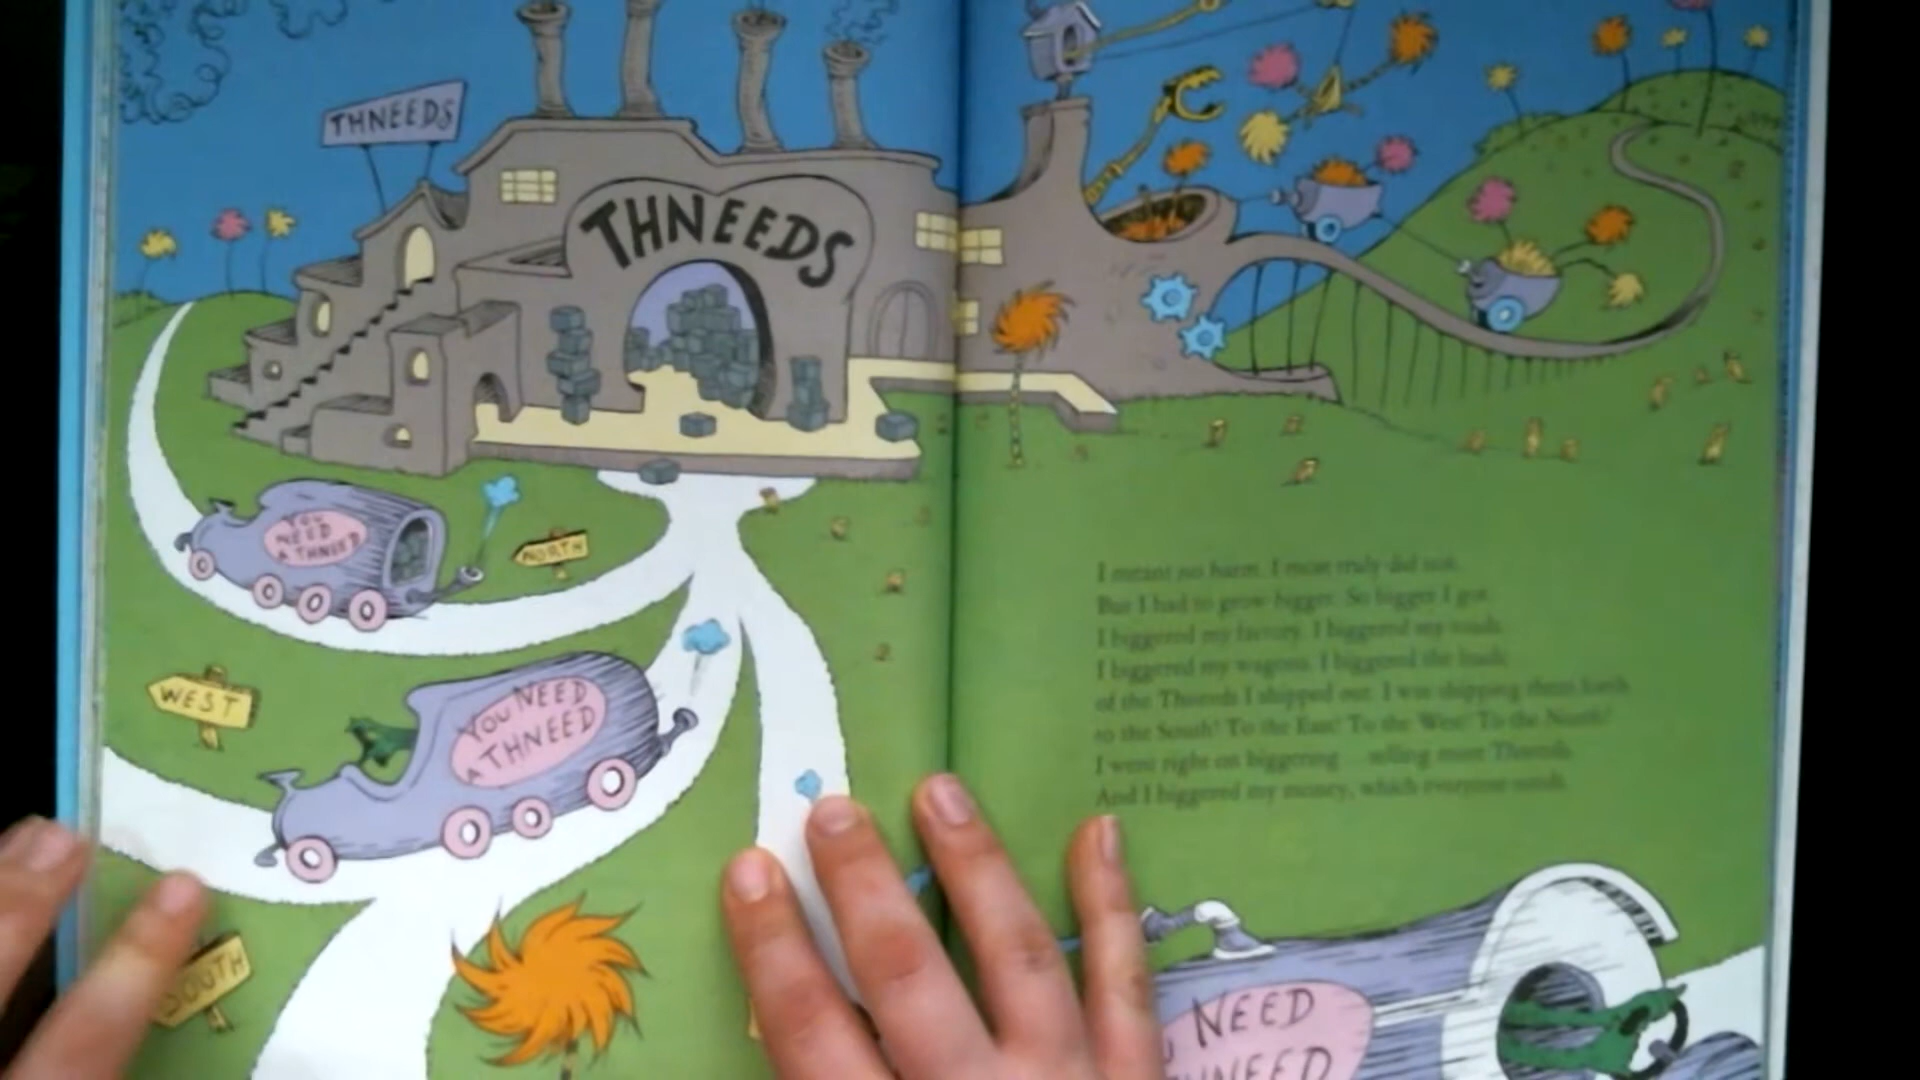 THNEEDS
THNEEDS
YOU
NEED
A THNEED
NORTH
WEST
YOU NEED
A THNEED
SOUTH
I meant no harm. I most truly did not.
But I had to grow bigger. So bigger I got.
I biggered my factory. I biggered my roads.
I biggered my wagons. I biggered the loads
of the Thneeds I shipped out. I was shipping them forth
to the South! To the East! To the West! To the North!
I went right on biggering... selling more Thneeds.
And I biggered my money, which everyone needs.
U NEED
THNEED